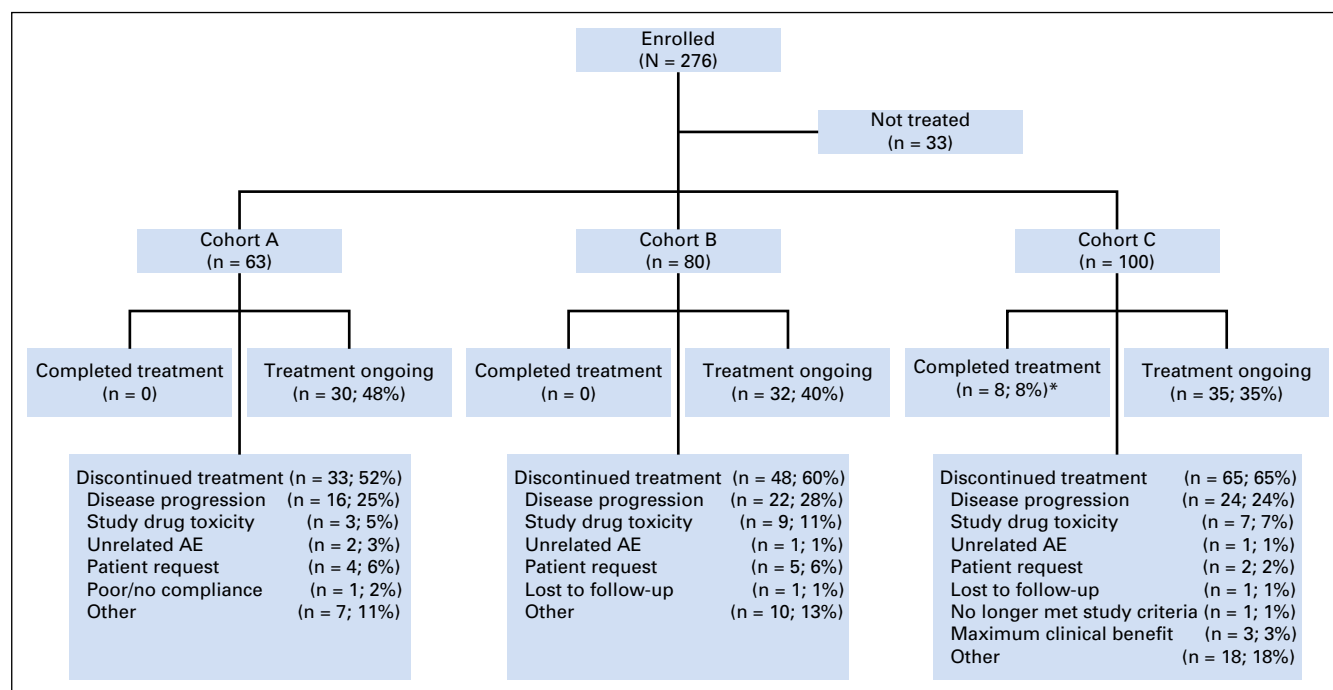 Enrolled
(N = 276)
Not treated
(n = 33)
Cohort A
(n = 63)
Cohort B
(n = 80)
Cohort C
(n = 100)
Completed treatment
(n = 0)
Treatment ongoing
(n = 30; 48%)
Completed treatment
(n = 0)
Treatment ongoing
(n = 32; 40%)
Completed treatment
(n = 8; 8%)*
Treatment ongoing
(n = 35; 35%)
Discontinued treatment (n = 33; 52%)
Disease progression (n = 16; 25%)
Study drug toxicity (n = 3; 5%)
Unrelated AE (n = 2; 3%)
Patient request (n = 4; 6%)
Poor/no compliance (n = 1; 2%)
Other (n = 7; 11%)
Discontinued treatment (n = 48; 60%)
Disease progression (n = 22; 28%)
Study drug toxicity (n = 9; 11%)
Unrelated AE (n = 1; 1%)
Patient request (n = 5; 6%)
Lost to follow-up (n = 1; 1%)
Other (n = 10; 13%)
Discontinued treatment (n = 65; 65%)
Disease progression (n = 24; 24%)
Study drug toxicity (n = 7; 7%)
Unrelated AE (n = 1; 1%)
Patient request (n = 2; 2%)
Lost to follow-up (n = 1; 1%)
No longer met study criteria (n = 1; 1%)
Maximum clinical benefit (n = 3; 3%)
Other (n = 18; 18%)